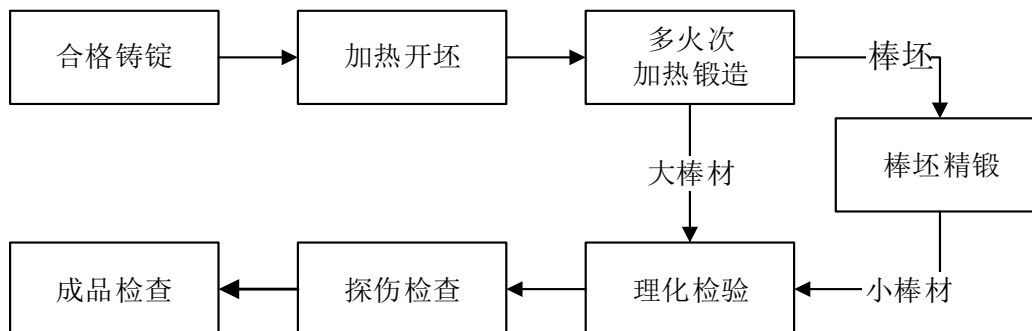 合格铸锭
加热开坯
多火次
加热锻造
棒坯
棒坯精锻
大棒材
小棒材
成品检查
探伤检查
理化检验